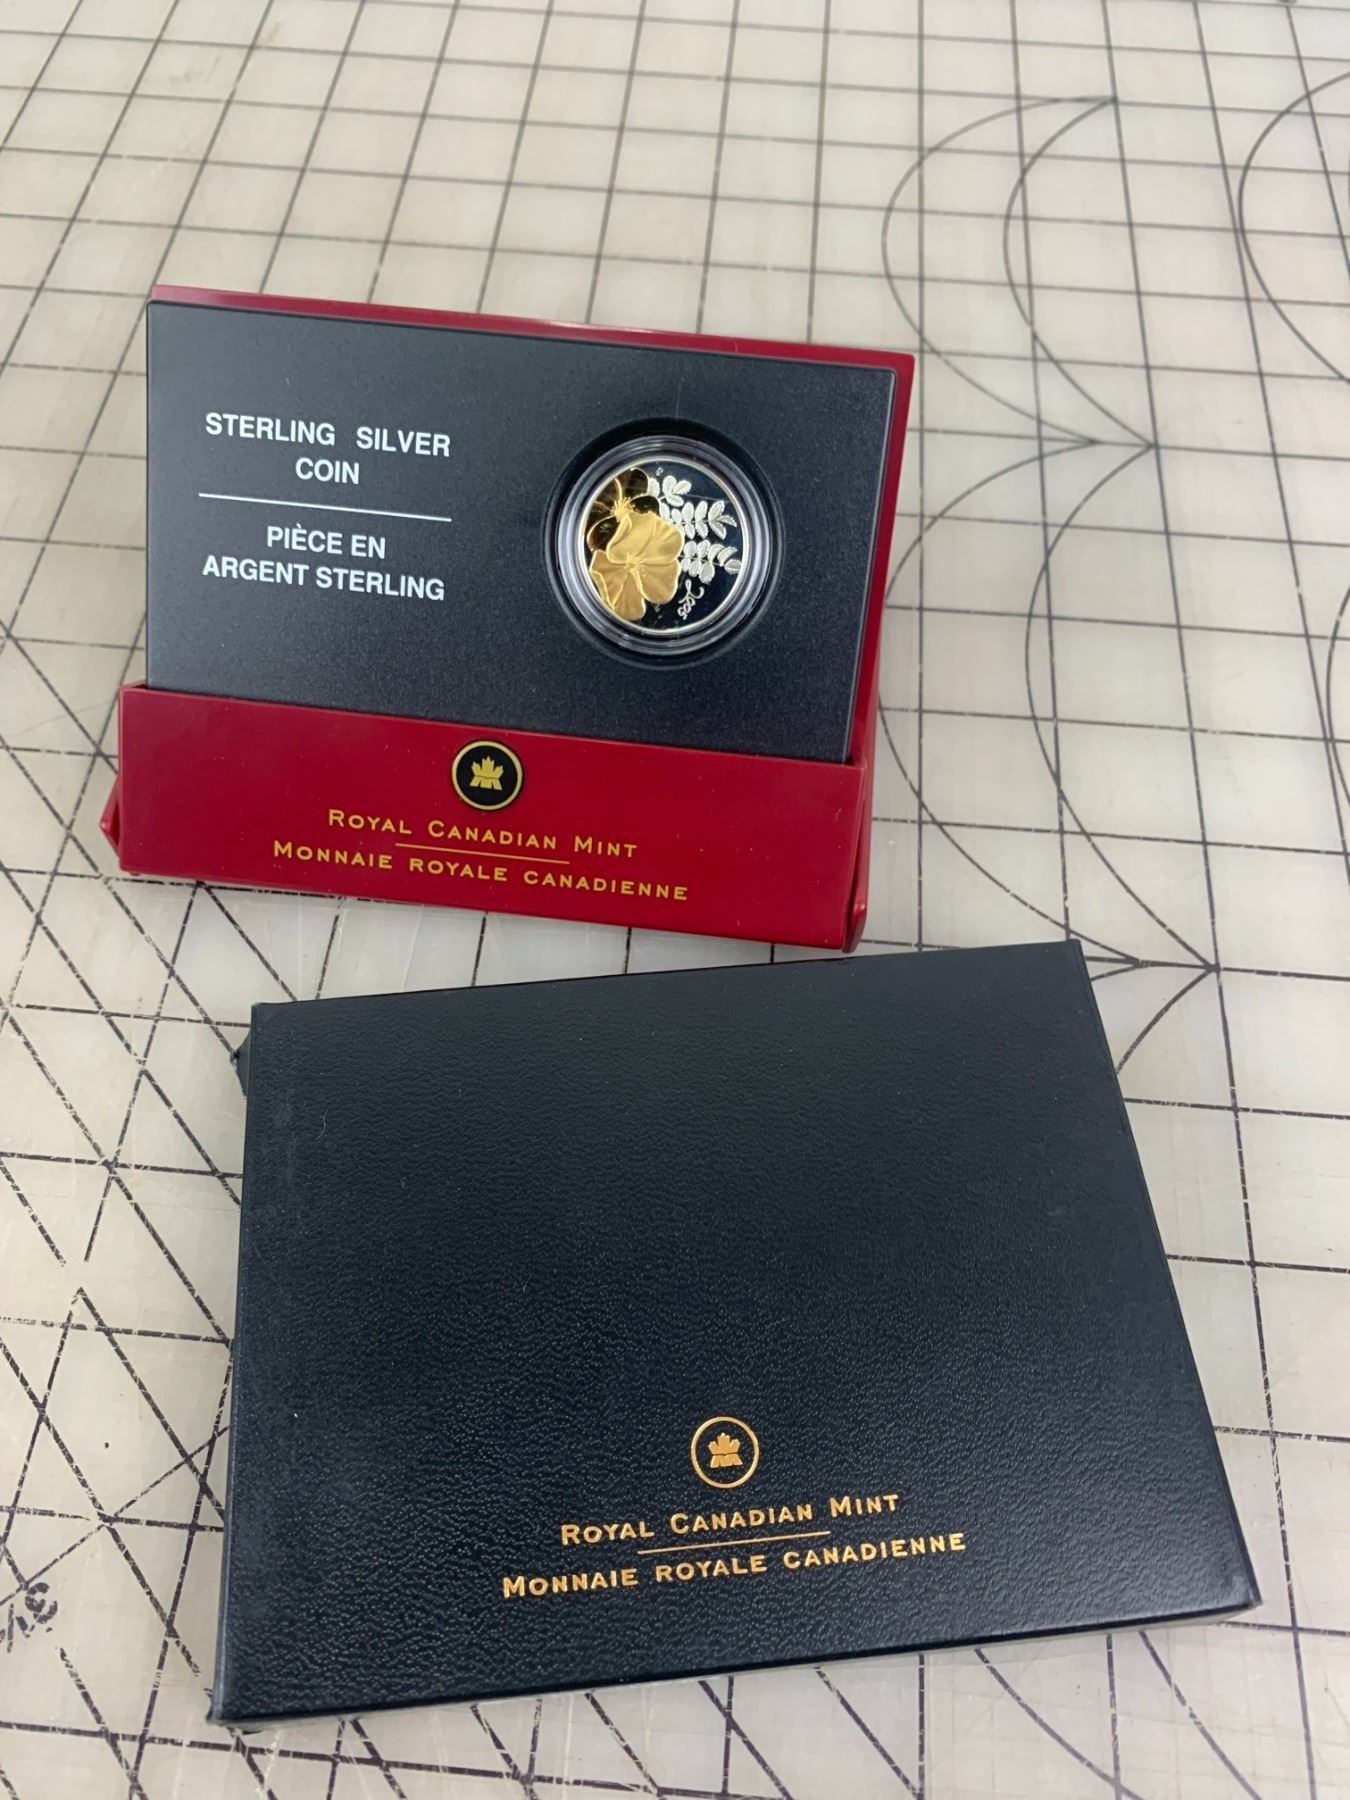 STERLING SILVER
COIN
PIÈCE EN
ARGENT STERLING
ROYAL CANADIAN MINT
MONNAIE ROYALE CANADIENNE
ROYAL CANADIAN MINT
MONNAIE ROYALE CANADIENNE